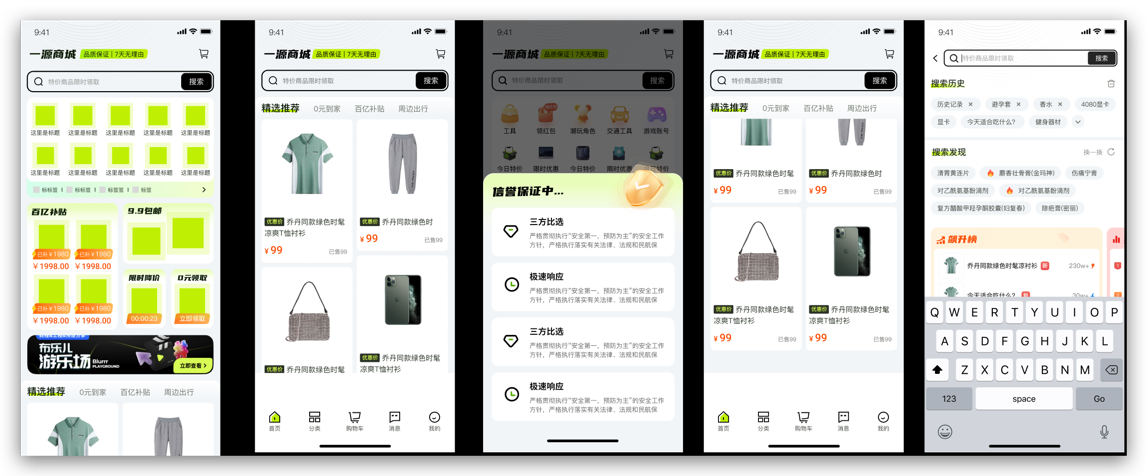 9:41
一源商城 品质保证 | 7天无理由
特价商品限时领取 搜索
这里是标题 这里是标题 这里是标题 这里是标题 这里是标题
这里是标题 这里是标题 这里是标题 这里是标题 这里是标题
标标签 标标签 标签签 标签
百亿补贴 9.9包邮
已补¥1980 已补¥1980
¥1998.00 ¥1998.00
限时降价 0元领取
已补¥1980 已补¥1980
¥1998.00 ¥1998.00
00:00:23 立即领取
布乐儿
游乐场 Blurrr
PLAYGROUND
立即查看
精选推荐 0元到家 百亿补贴 周边出行
9:41
一源商城 品质保证 | 7天无理由
特价商品限时领取 搜索
精选推荐 0元到家 百亿补贴 周边出行
优惠价 乔丹同款绿色时髦
凉爽T恤衬衫
¥99 已售99
优惠价 乔丹同款绿色时
¥99 已售99
优惠价 乔丹同款绿色时髦
优惠价 乔丹同款绿色时髦
凉爽T恤衬衫
首页 分类 购物车 消息 我的
9:41
一源商城 品质保证 | 7天无理由
特价商品限时领取 搜索
工具 领红包 潮玩角色 交通工具 游戏账号
今日特价 限时优惠 今日特价 限时优惠 今日特价
信誉保证中...
三方比选
严格贯彻执行“安全第一、预防为主”的安全工作
方针，严格执行落实有关法律、法规和民航保
极速响应
严格贯彻执行“安全第一、预防为主”的安全工作
方针，严格执行落实有关法律、法规和民航保
三方比选
严格贯彻执行“安全第一、预防为主”的安全工作
方针，严格执行落实有关法律、法规和民航保
极速响应
严格贯彻执行“安全第一、预防为主”的安全工作
方针，严格执行落实有关法律、法规和民航保
9:41
一源商城 品质保证 | 7天无理由
特价商品限时领取 搜索
精选推荐 0元到家 百亿补贴 周边出行
优惠价 乔丹同款绿色时
¥99 已售99
优惠价 乔丹同款绿色时
¥99 已售99
优惠价 乔丹同款绿色时髦
凉爽T恤衬衫
¥99 已售99
优惠价 乔丹同款绿色时髦
凉爽T恤衬衫
¥99 已售99
首页 分类 购物车 消息 我的
9:41
特价商品限时领取 搜索
搜索历史
历史记录 × 避孕套 × 香水 × 4080显卡
显卡 今天适合吃什么？ 健身器材
搜索发现 换一换
清胃黄连片 麝香壮骨膏(金玛神) 伤痛宁膏
对乙酰氨基酚滴剂 对乙酰氨基酚滴剂
复方醋酸甲羟孕酮胶囊(妇复春) 除疤膏(密丽)
飙升榜
乔丹同款绿色时髦凉衬衫 新 230w+
今天适合吃什么？ 新 30w+
Q W E R T Y U I O P
A S D F G H J K L
Z X C V B N M
123 space Go